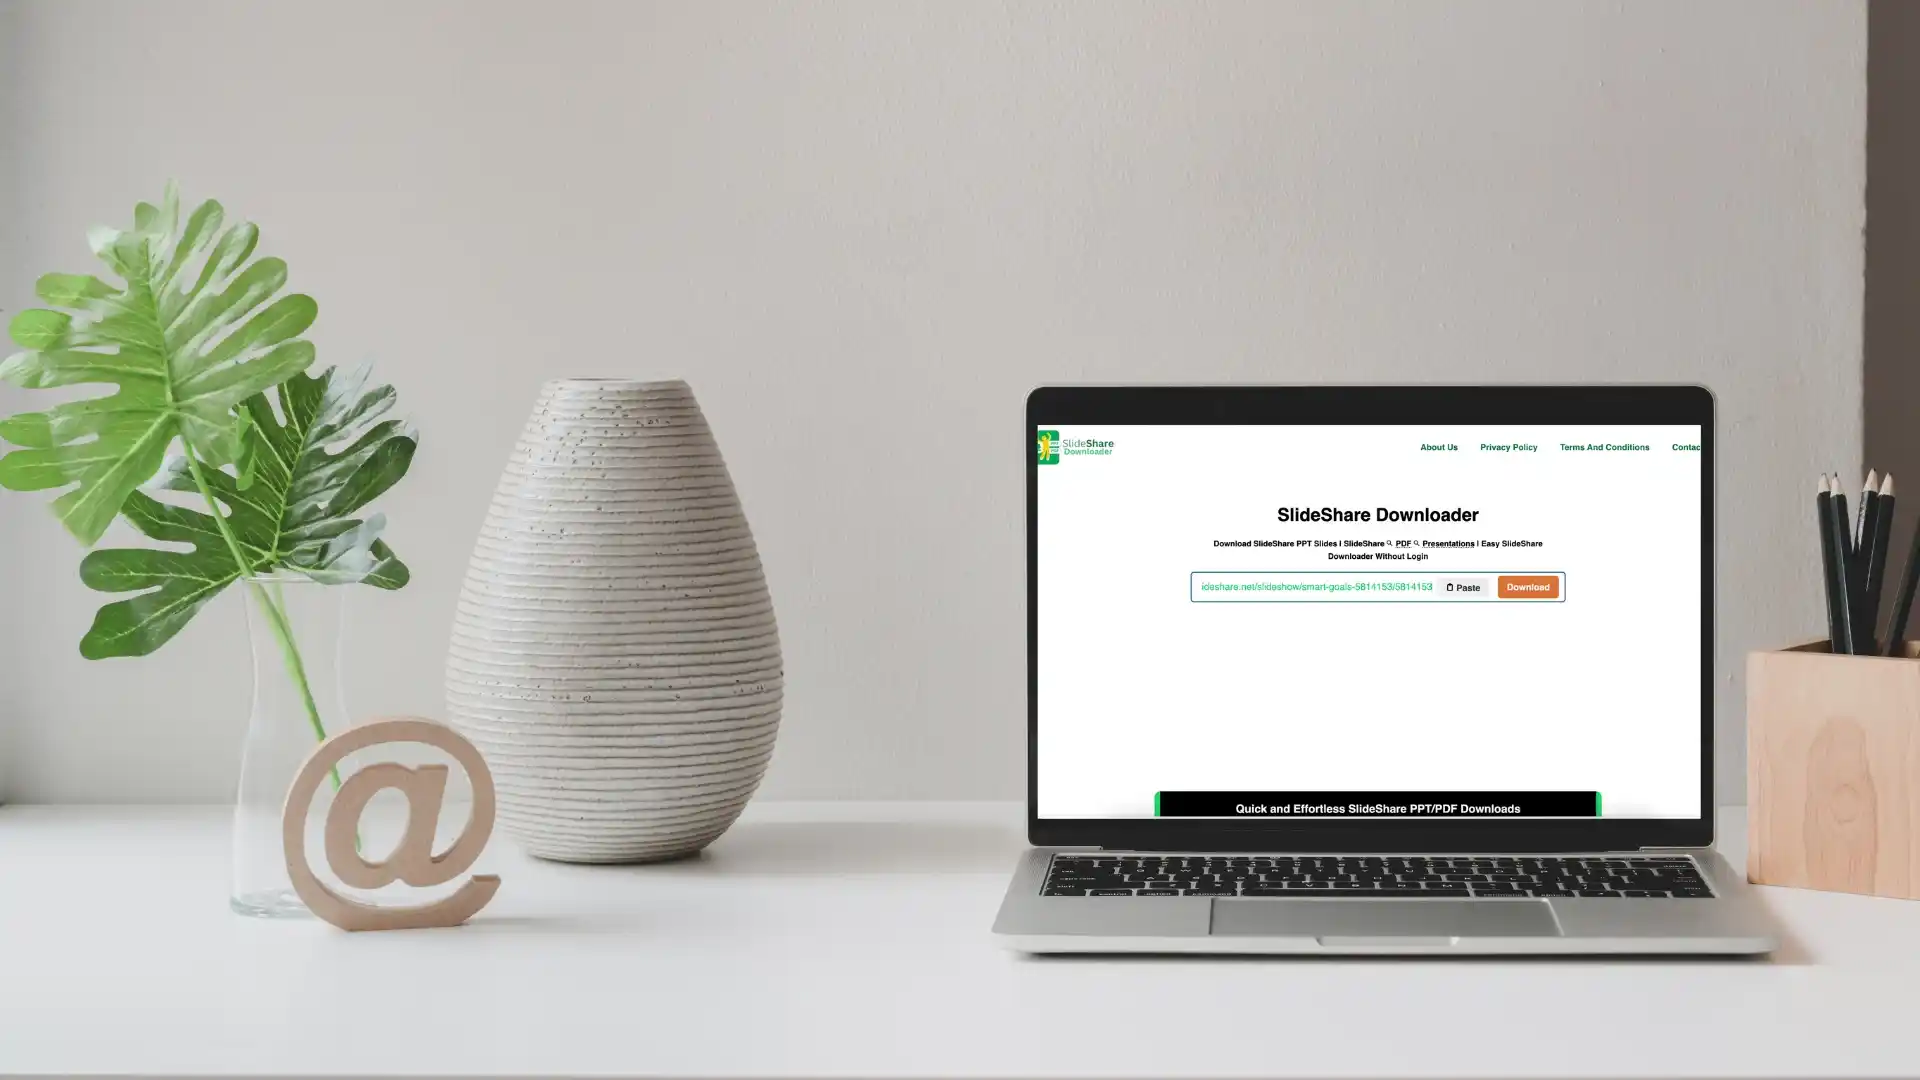 @
SlideShare
Downloader
About Us
Privacy Policy
Terms And Conditions
Contac
SlideShare Downloader
Download SlideShare PPT Slides | SlideShare PDF Presentations | Easy SlideShare
Downloader Without Login
ideshare.net/slideshow/smart-goals-5814153/5814153
Paste
Download
Quick and Effortless SlideShare PPT/PDF Downloads